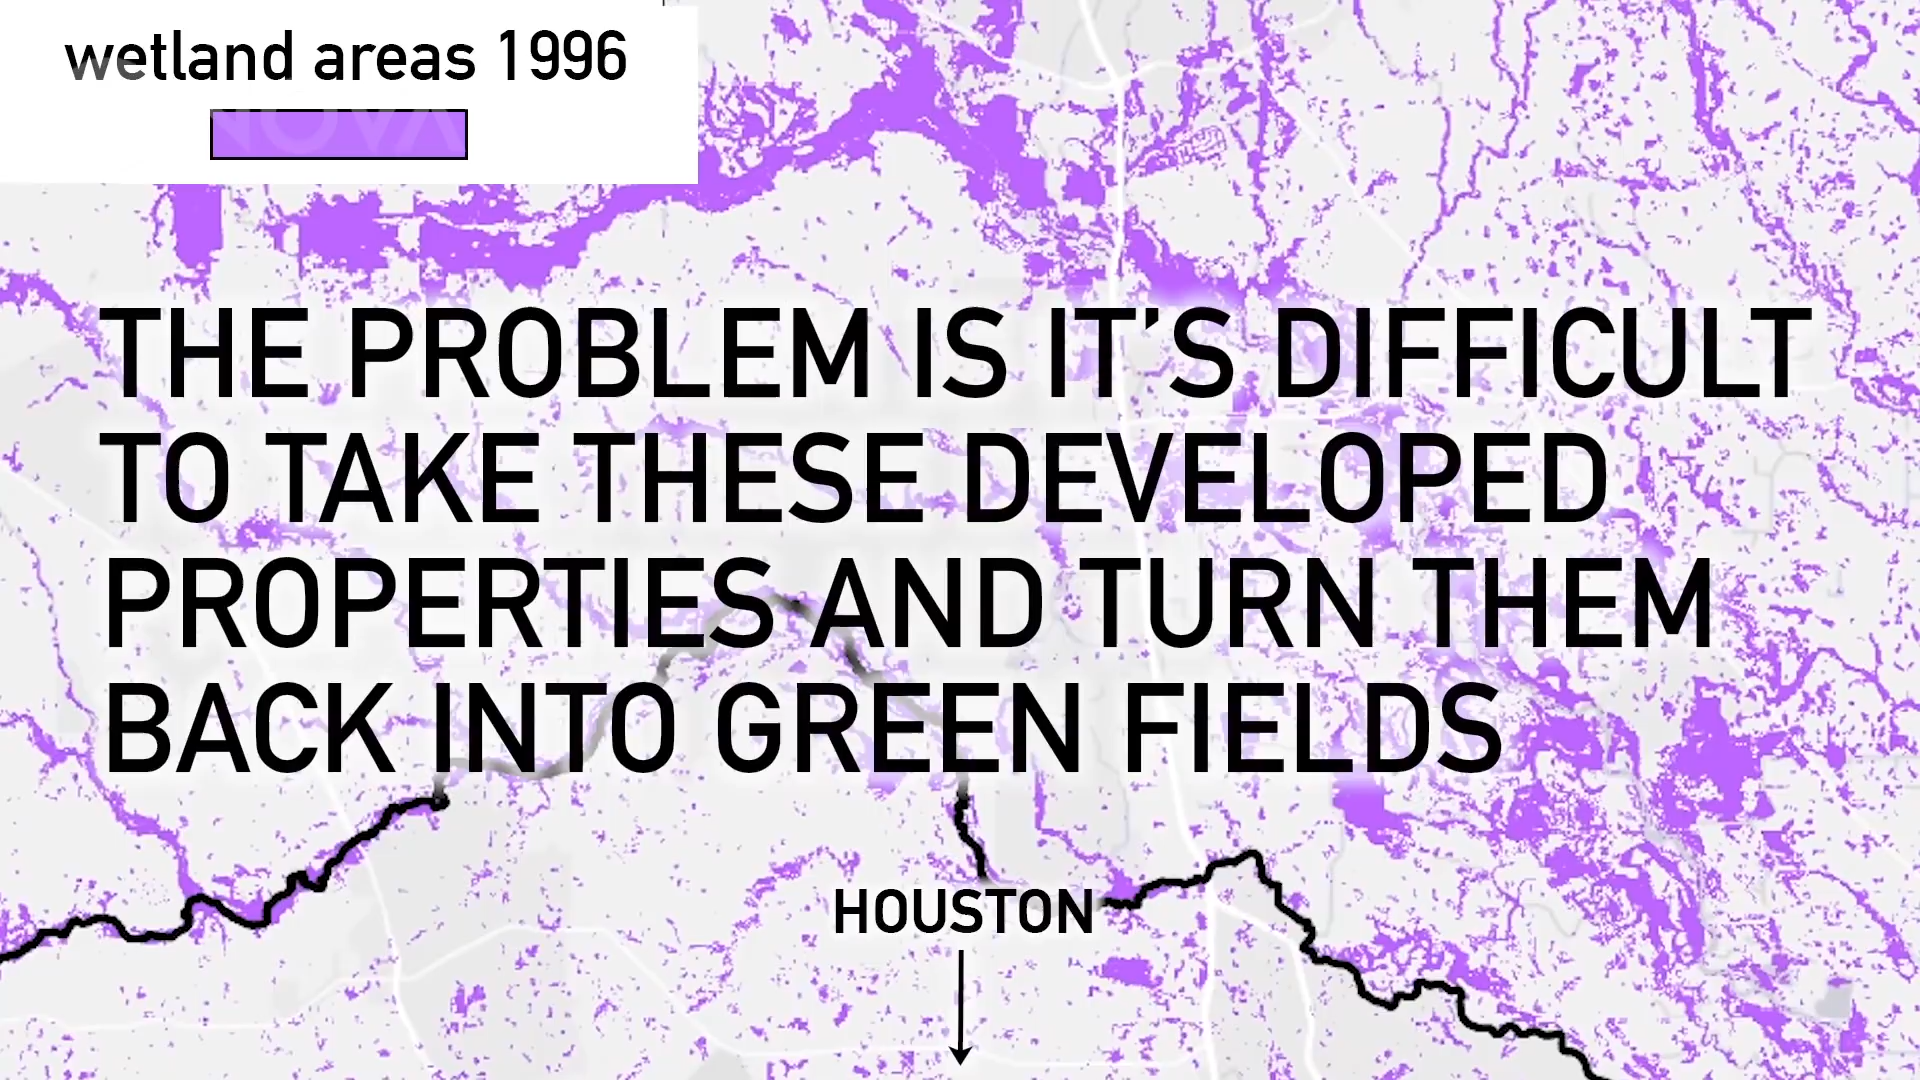 wetland areas 1996
NOVA
THE PROBLEM IS IT'S DIFFICULT
TO TAKE THESE DEVELOPED
PROPERTIES AND TURN THEM
BACK INTO GREEN FIELDS
HOUSTON